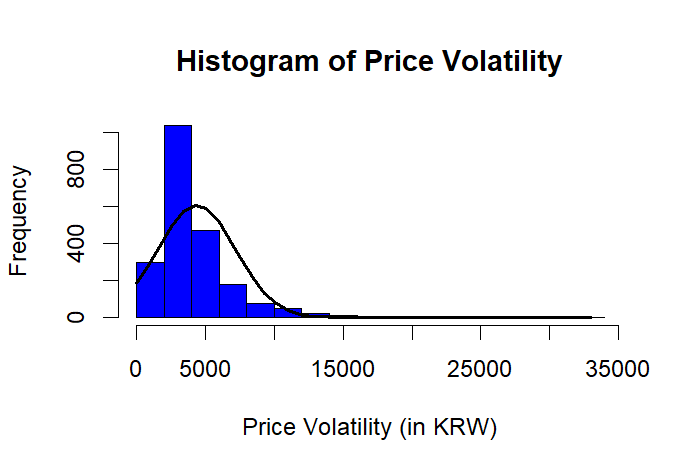 Histogram of Price Volatility
Frequency
0
400
800
0
5000
15000
25000
35000
Price Volatility (in KRW)